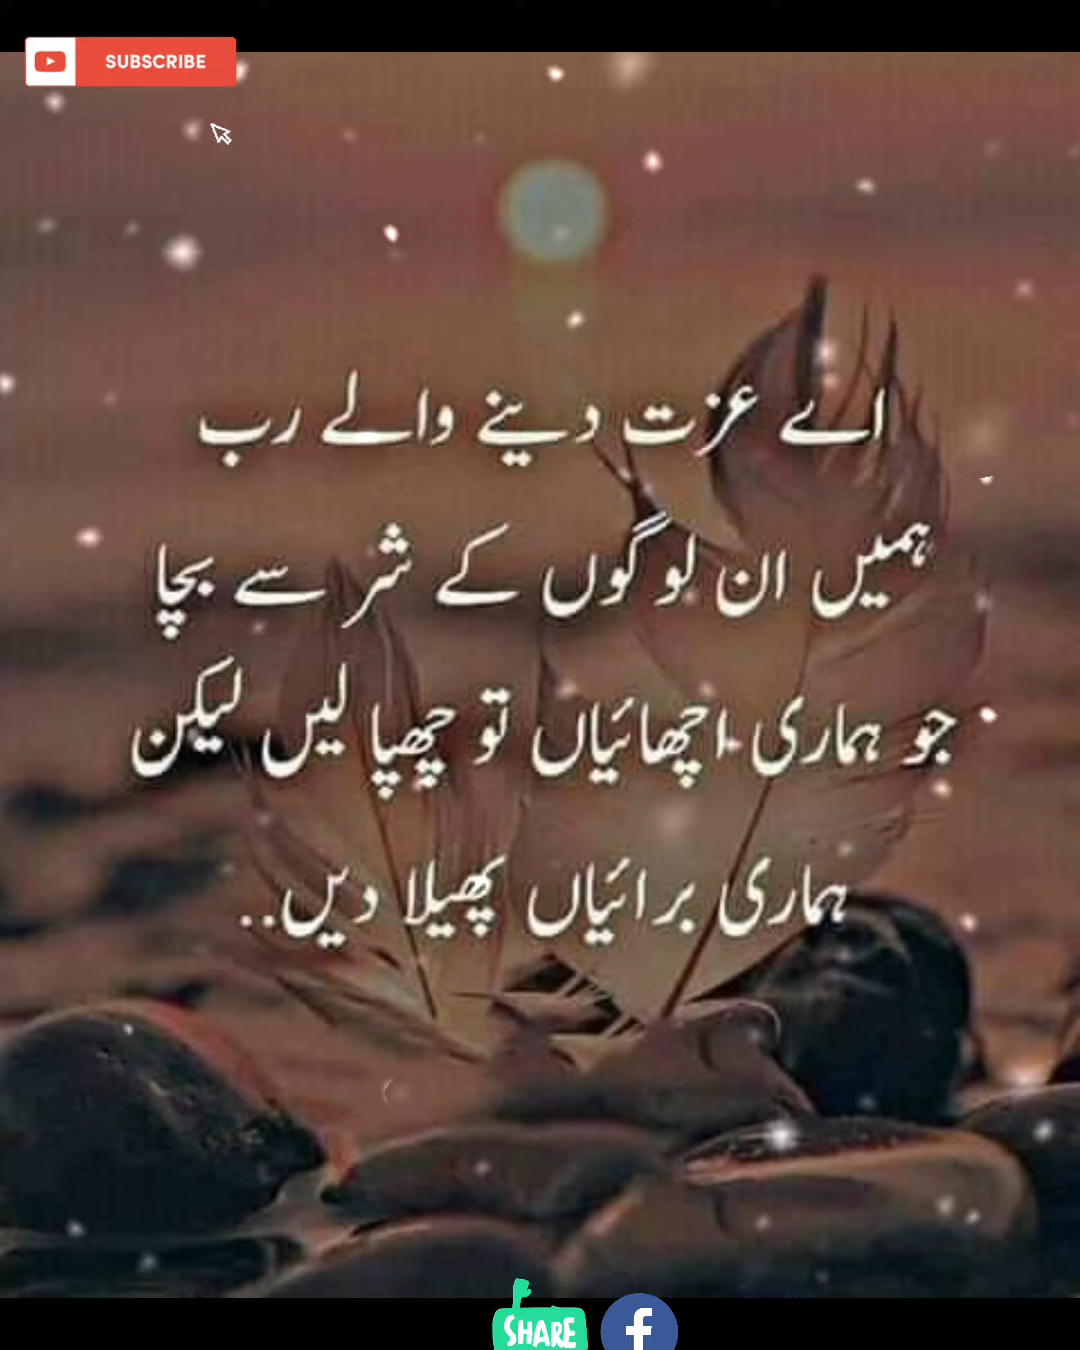 SUBSCRIBE
اے عزت دینے والے رب
ہمیں ان لوگوں کے شر سے بچا
جو ہماری اچھائیاں تو چھپا لیں لیکن
ہماری برائیاں پھیلا دیں..
SHARE